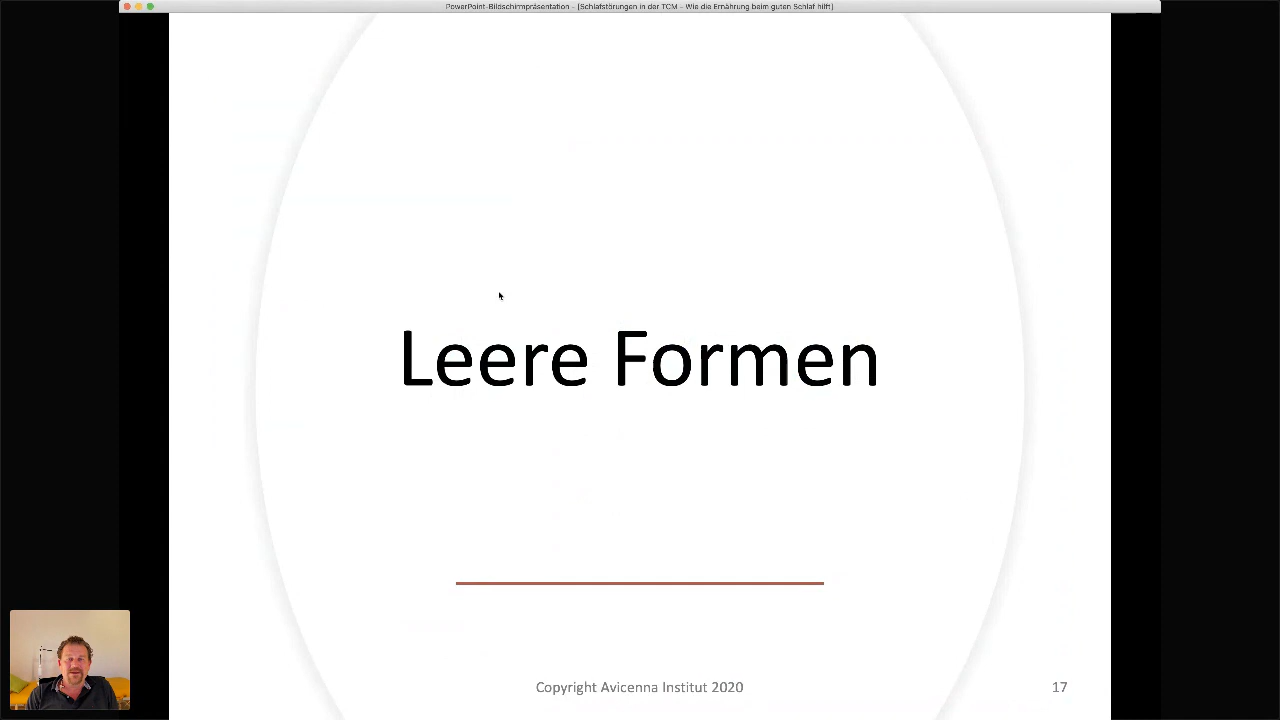 PowerPoint-Bildschirmpräsentation - [Schlafstörungen in der TCM - Wie die Ernährung beim guten Schlaf hilft]
Leere Formen
Copyright Avicenna Institut 2020
17